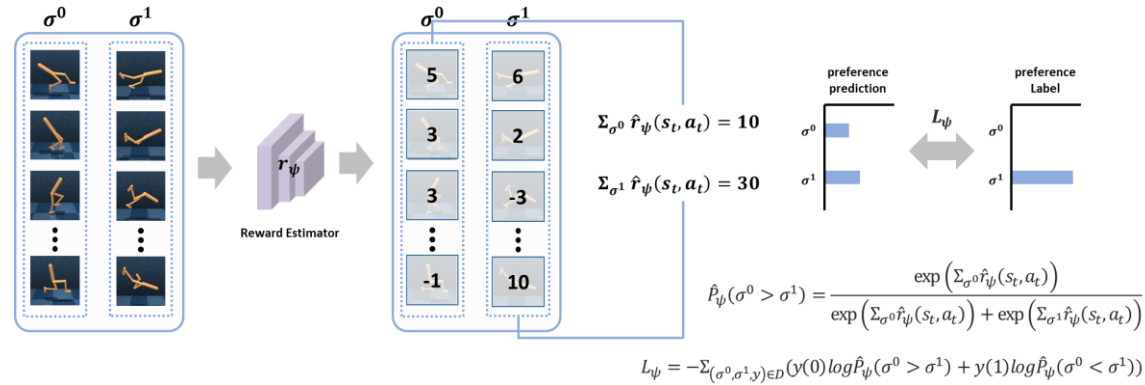 σ⁰ σ¹
r_ψ
Reward Estimator
σ⁰ σ¹
5 6
3 2
3 -3
-1 10
Σ_σ⁰ r̂_ψ(s_t, a_t) = 10
Σ_σ¹ r̂_ψ(s_t, a_t) = 30
preference
prediction
σ⁰
σ¹
L_ψ
preference
Label
σ⁰
σ¹
P̂_ψ(σ⁰ > σ¹) = exp(Σ_σ⁰ r̂_ψ(s_t, a_t)) / exp(Σ_σ⁰ r̂_ψ(s_t, a_t)) + exp(Σ_σ¹ r̂_ψ(s_t, a_t))
L_ψ = −Σ_(σ⁰,σ¹,y)∈D (y(0)logP̂_ψ(σ⁰ > σ¹) + y(1)logP̂_ψ(σ⁰ < σ¹))